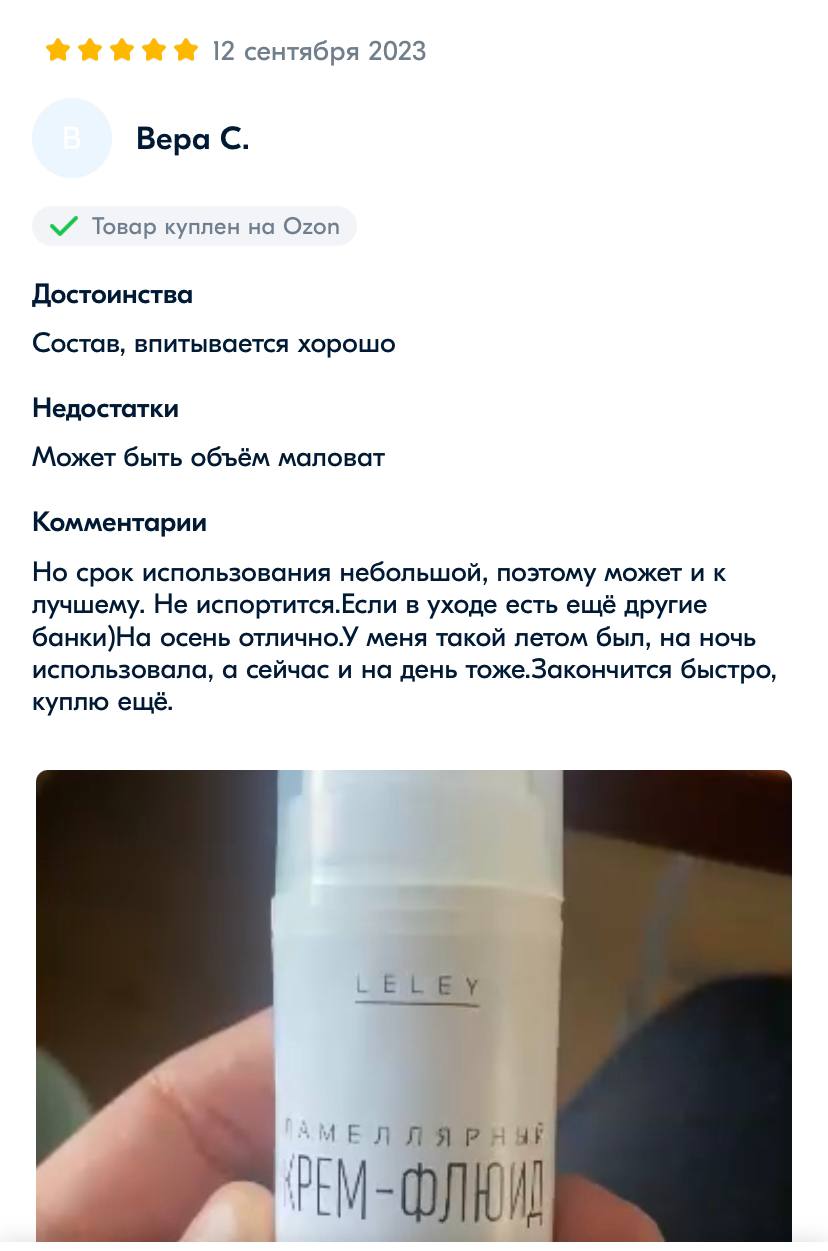 12 сентября 2023
В
Вера С.
Товар куплен на Ozon
Достоинства
Состав, впитывается хорошо
Недостатки
Может быть объём маловат
Комментарии
Но срок использования небольшой, поэтому может и к
лучшему. Не испортится.Если в уходе есть ещё другие
банки)На осень отлично.У меня такой летом был, на ночь
использовала, а сейчас и на день тоже.Закончится быстро,
куплю ещё.
LELEY
ЛАМЕЛЛЯРНЫЙ
КРЕМ-ФЛЮИД